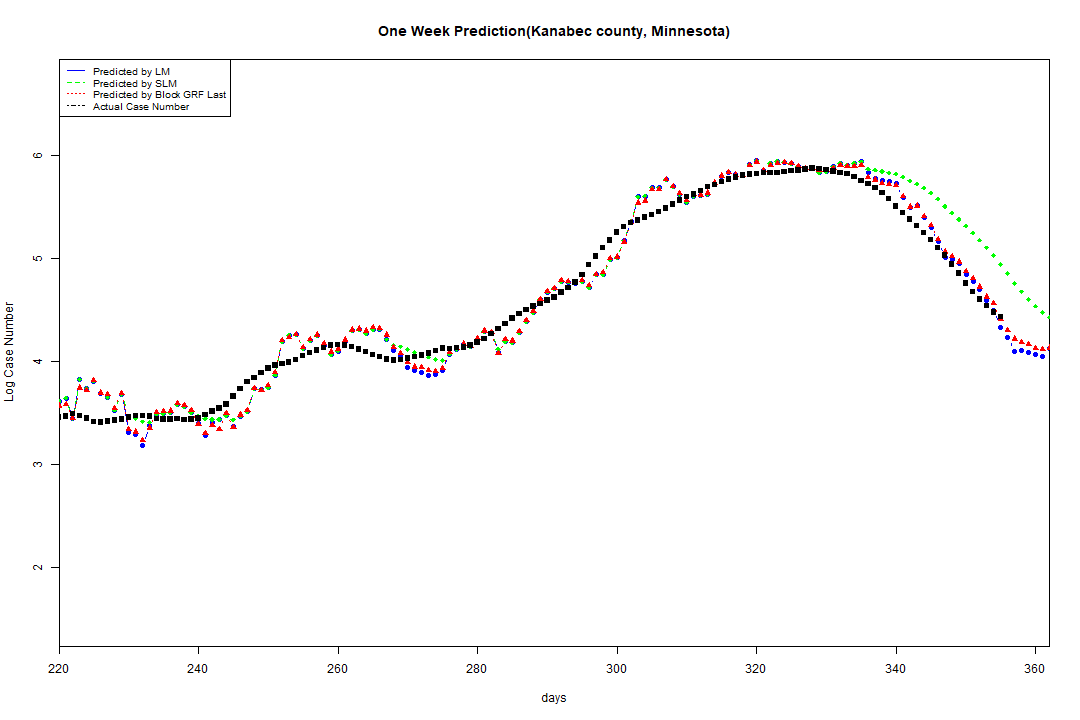 One Week Prediction(Kanabec county, Minnesota)
Predicted by LM
Predicted by SLM
Predicted by Block GRF Last
Actual Case Number
Log Case Number
6
5
4
3
2
220 240 260 280 300 320 340 360
days